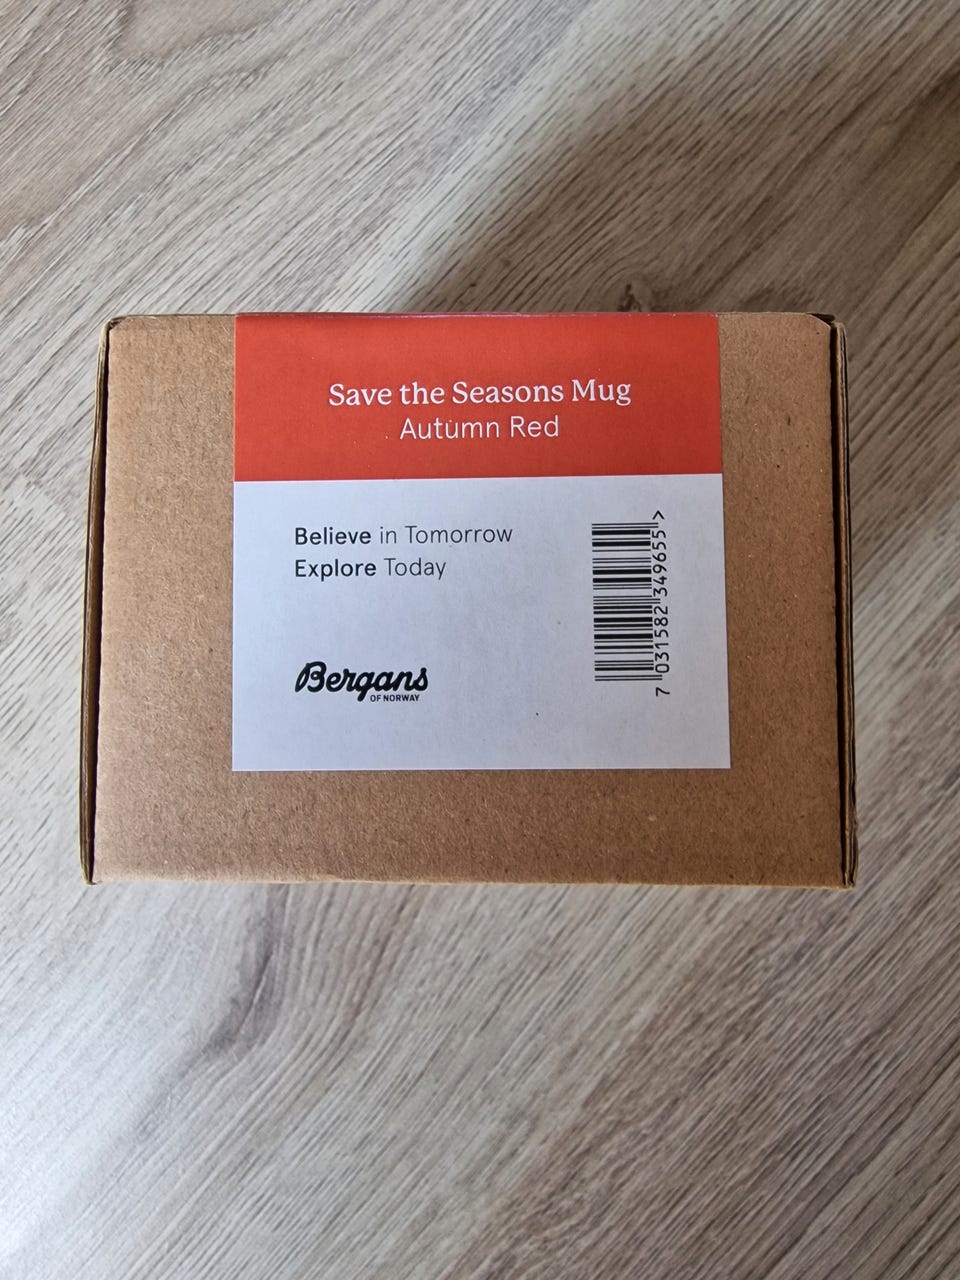 Save the Seasons Mug
Autumn Red
Believe in Tomorrow
Explore Today
Bergans
OF NORWAY
7 031582 349655 >